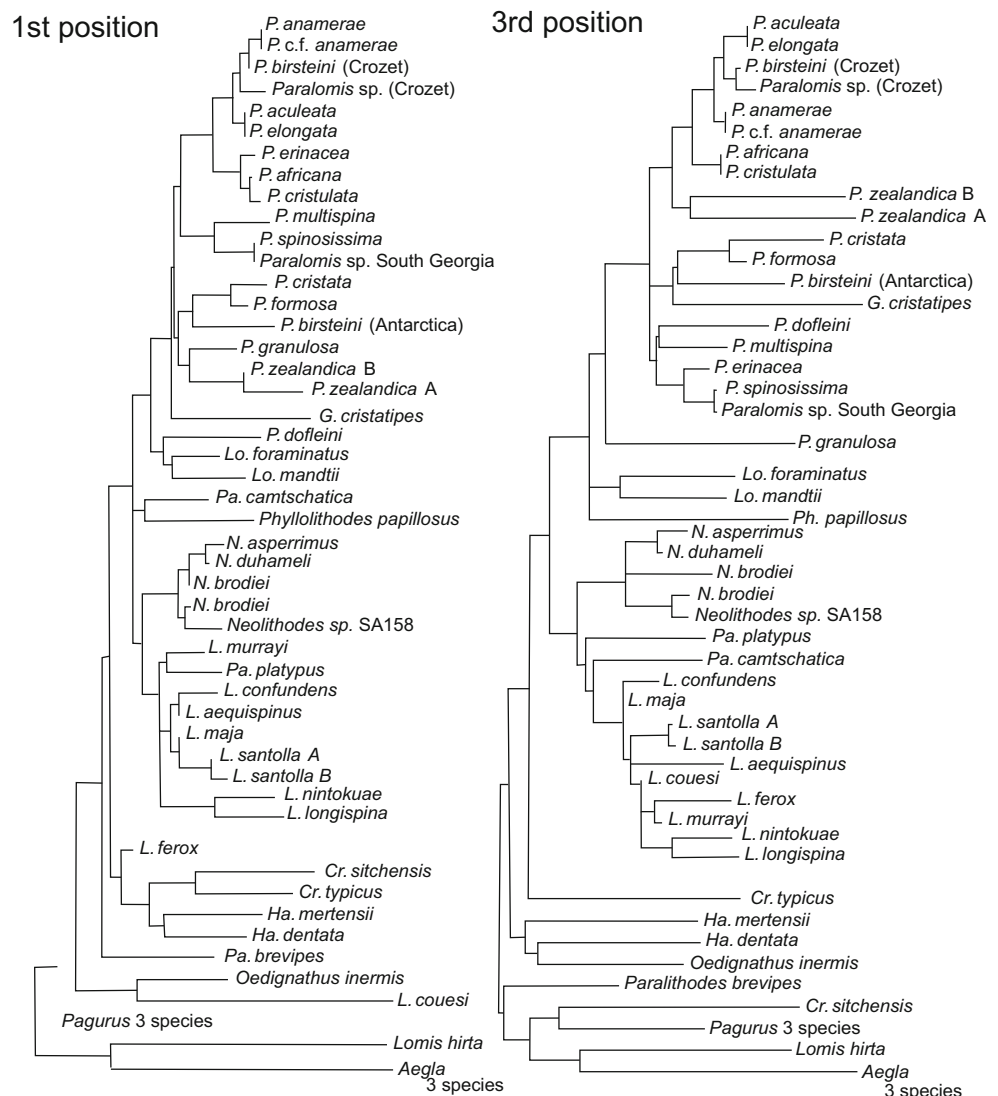 1st position
P. anamerae
P. c.f. anamerae
P. birsteini (Crozet)
Paralomis sp. (Crozet)
P. aculeata
P. elongata
P. erinacea
P. africana
P. cristulata
P. multispina
P. spinosissima
Paralomis sp. South Georgia
P. cristata
P. formosa
P. birsteini (Antarctica)
P. granulosa
P. zealandica B
P. zealandica A
G. cristatipes
P. dofleini
Lo. foraminatus
Lo. mandtii
Pa. camtschatica
Phyllolithodes papillosus
N. asperrimus
N. duhameli
N. brodiei
N. brodiei
Neolithodes sp. SA158
L. murrayi
Pa. platypus
L. confundens
L. aequispinus
L. maja
L. santolla A
L. santolla B
L. nintokuae
L. longispina
L. ferox
Cr. sitchensis
Cr. typicus
Ha. mertensii
Ha. dentata
Pa. brevipes
Oedignathus inermis
L. couesi
Pagurus 3 species
Lomis hirta
Aegla
3 species
3rd position
P. aculeata
P. elongata
P. birsteini (Crozet)
Paralomis sp. (Crozet)
P. anamerae
P. c.f. anamerae
P. africana
P. cristulata
P. zealandica B
P. zealandica A
P. cristata
P. formosa
P. birsteini (Antarctica)
G. cristatipes
P. dofleini
P. multispina
P. erinacea
P. spinosissima
Paralomis sp. South Georgia
P. granulosa
Lo. foraminatus
Lo. mandtii
Ph. papillosus
N. asperrimus
N. duhameli
N. brodiei
N. brodiei
Neolithodes sp. SA158
Pa. platypus
Pa. camtschatica
L. confundens
L. maja
L. santolla A
L. santolla B
L. aequispinus
L. couesi
L. ferox
L. murrayi
L. nintokuae
L. longispina
Cr. typicus
Ha. mertensii
Ha. dentata
Oedignathus inermis
Paralithodes brevipes
Cr. sitchensis
Pagurus 3 species
Lomis hirta
Aegla
3 species